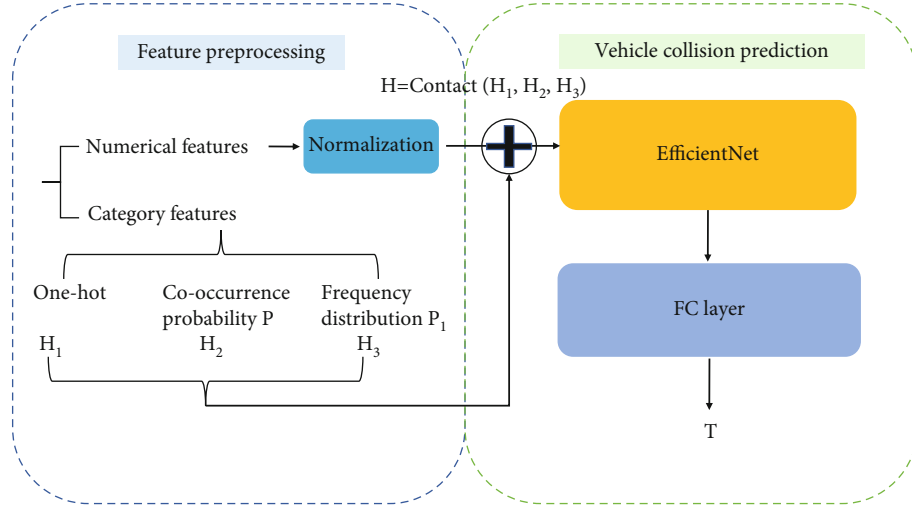 Feature preprocessing
Vehicle collision prediction
H=Contact (H₁, H₂, H₃)
Numerical features
Normalization
EfficientNet
Category features
One-hot
Co-occurrence
probability P
Frequency
distribution P₁
H₁
H₂
H₃
FC layer
T